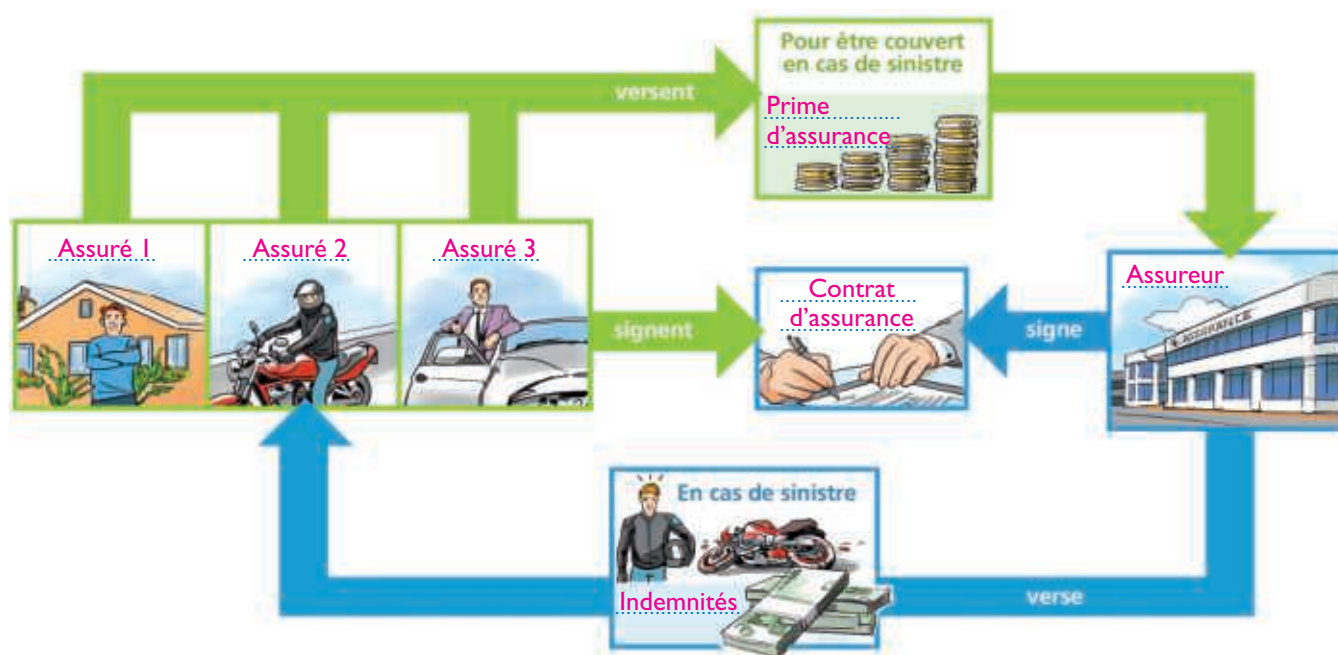 Pour être couvert
en cas de sinistre
versent
Prime
d'assurance
Assuré 1
Assuré 2
Assuré 3
signent
Contrat
d'assurance
signe
Assureur
ASSURANCE
En cas de sinistre
Indemnités
verse